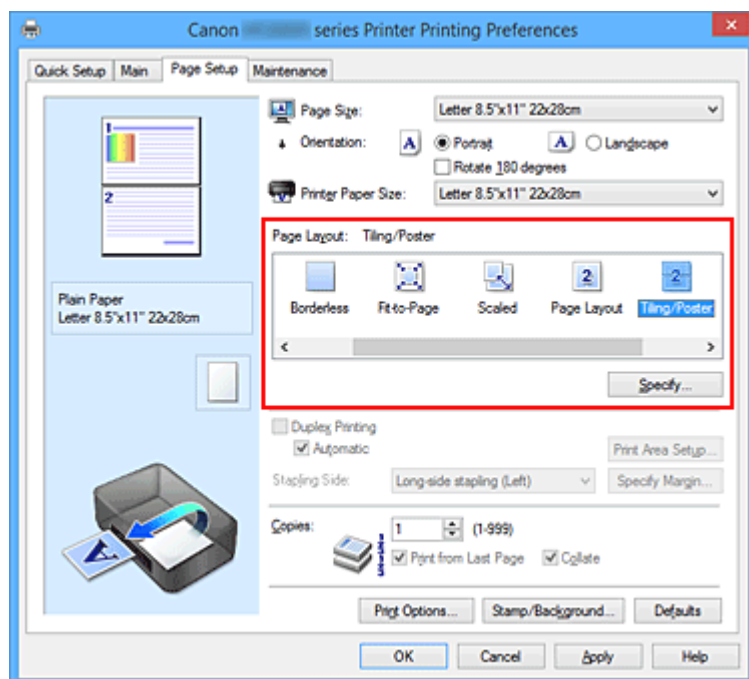 Canon series Printer Printing Preferences
Quick Setup Main Page Setup Maintenance
1
2
Plain Paper
Letter 8.5"x11" 22x28cm
Page Size: Letter 8.5"x11" 22x28cm
Orientation: A Portrait A Landscape
Rotate 180 degrees
Printer Paper Size: Letter 8.5"x11" 22x28cm
Page Layout: Tiling/Poster
2 2
Borderless Fit-to-Page Scaled Page Layout Tiling/Poster
Specify...
Duplex Printing
Automatic Print Area Setup...
Stapling Side: Long-side stapling (Left) Specify Margin...
Copies: 1 (1-999)
Print from Last Page Collate
A
Print Options... Stamp/Background... Defaults
OK Cancel Apply Help